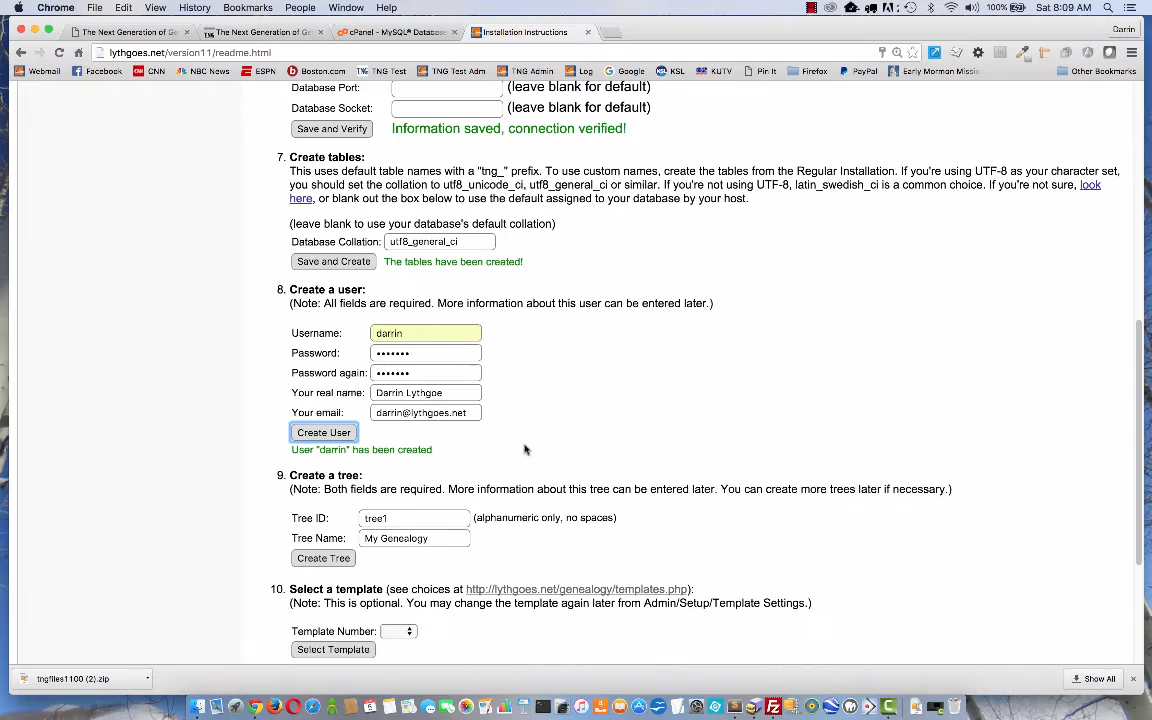 Chrome File Edit View History Bookmarks People Window Help 100% Sat 8:09 AM
The Next Generation of Ge The Next Generation of Ge cPanel - MySQL® Databas Installation Instructions Darrin
lythgoes.net/version11/readme.html
Webmail Facebook CNN NBC News ESPN Boston.com TNG Test TNG Test Adm TNG Admin Log Google KSL KUTV Pin It Firefox PayPal Early Mormon Missio Other Bookmarks
Database Port: (leave blank for default)
Database Socket: (leave blank for default)
Save and Verify Information saved, connection verified!
7. Create tables:
This uses default table names with a "tng_" prefix. To use custom names, create the tables from the Regular Installation. If you're using UTF-8 as your character set,
you should set the collation to utf8_unicode_ci, utf8_general_ci or similar. If you're not using UTF-8, latin_swedish_ci is a common choice. If you're not sure, look
here, or blank out the box below to use the default assigned to your database by your host.
(leave blank to use your database's default collation)
Database Collation: utf8_general_ci
Save and Create The tables have been created!
8. Create a user:
(Note: All fields are required. More information about this user can be entered later.)
Username: darrin
Password: •••••••
Password again: •••••••
Your real name: Darrin Lythgoe
Your email: darrin@lythgoes.net
Create User
User "darrin" has been created
9. Create a tree:
(Note: Both fields are required. More information about this tree can be entered later. You can create more trees later if necessary.)
Tree ID: tree1 (alphanumeric only, no spaces)
Tree Name: My Genealogy
Create Tree
10. Select a template (see choices at http://lythgoes.net/genealogy/templates.php):
(Note: This is optional. You may change the template again later from Admin/Setup/Template Settings.)
Template Number:
Select Template
tngfiles1100 (2).zip Show All